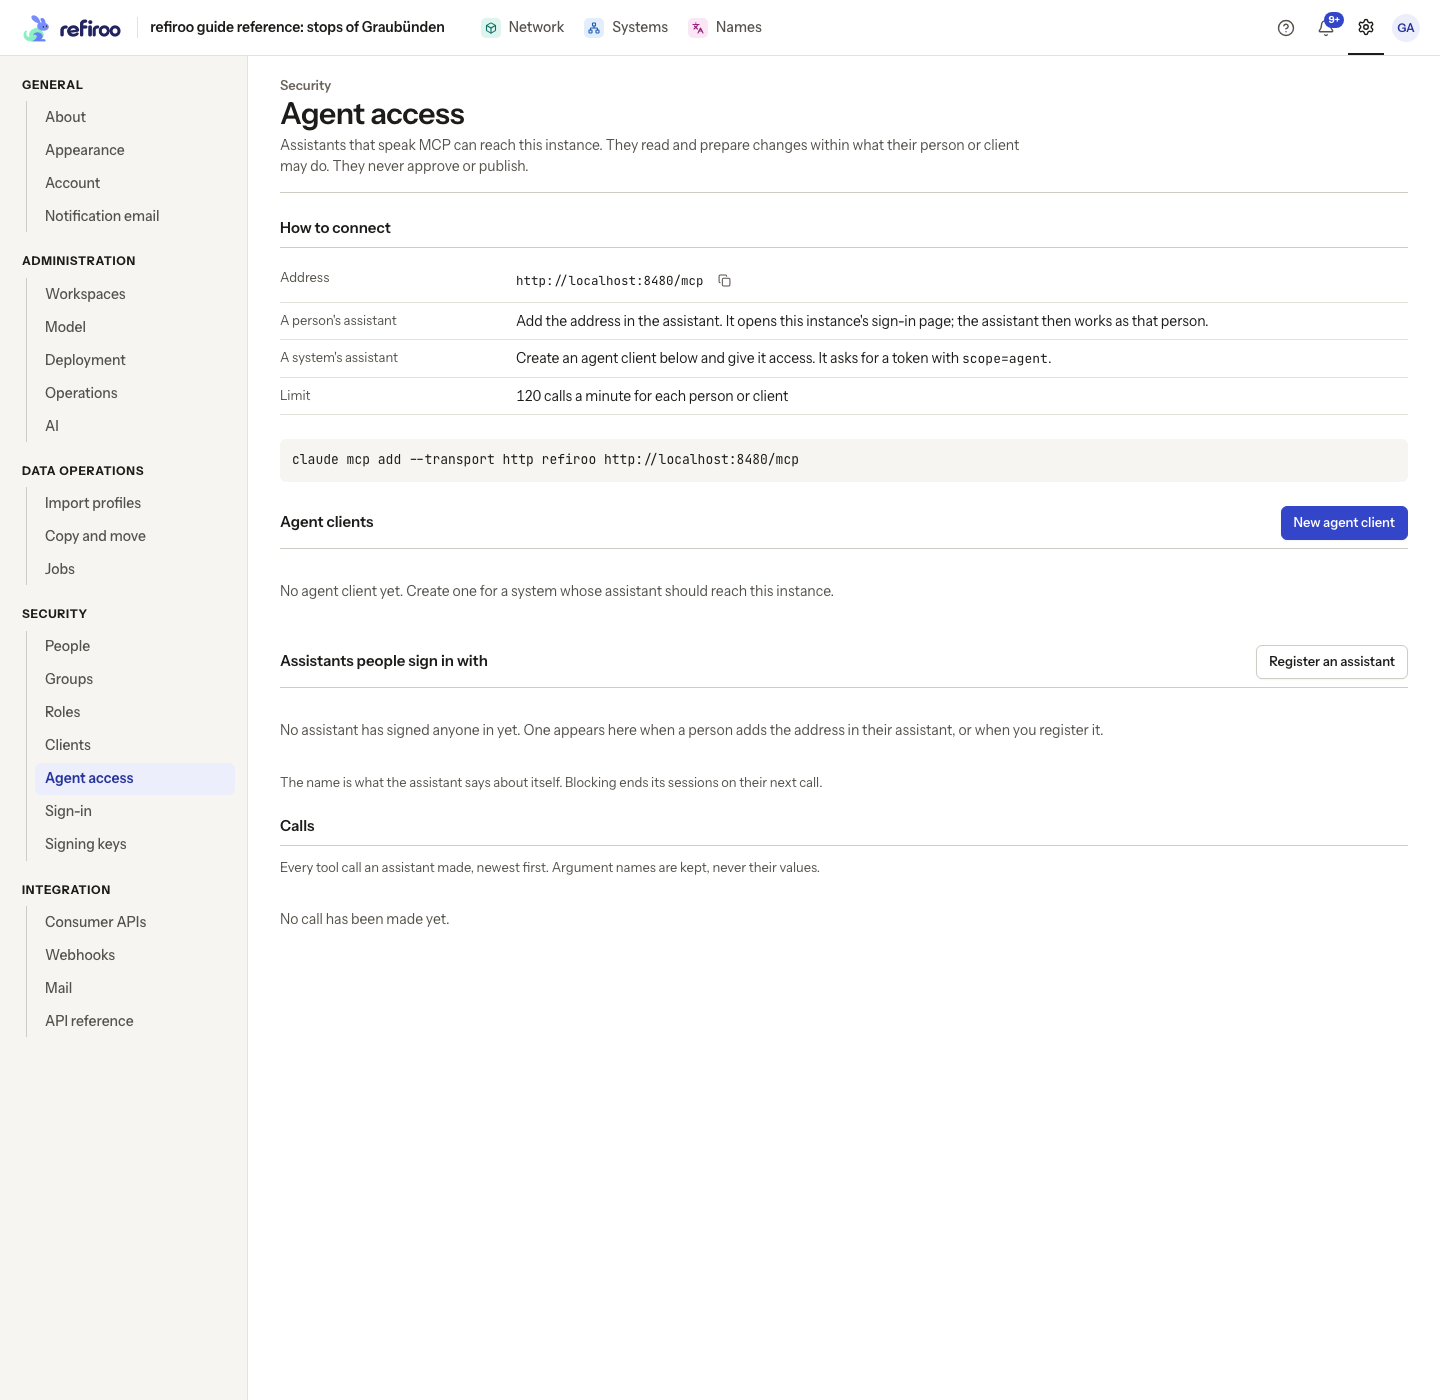 refiroo
refiroo guide reference: stops of Graubünden
Network
Systems
Names
9+
GA
GENERAL
About
Appearance
Account
Notification email
ADMINISTRATION
Workspaces
Model
Deployment
Operations
AI
DATA OPERATIONS
Import profiles
Copy and move
Jobs
SECURITY
People
Groups
Roles
Clients
Agent access
Sign-in
Signing keys
INTEGRATION
Consumer APIs
Webhooks
Mail
API reference
Security
Agent access
Assistants that speak MCP can reach this instance. They read and prepare changes within what their person or client
may do. They never approve or publish.
How to connect
Address
http://localhost:8480/mcp
A person's assistant
Add the address in the assistant. It opens this instance's sign-in page; the assistant then works as that person.
A system's assistant
Create an agent client below and give it access. It asks for a token with scope=agent.
Limit
120 calls a minute for each person or client
claude mcp add --transport http refiroo http://localhost:8480/mcp
Agent clients
New agent client
No agent client yet. Create one for a system whose assistant should reach this instance.
Assistants people sign in with
Register an assistant
No assistant has signed anyone in yet. One appears here when a person adds the address in their assistant, or when you register it.
The name is what the assistant says about itself. Blocking ends its sessions on their next call.
Calls
Every tool call an assistant made, newest first. Argument names are kept, never their values.
No call has been made yet.